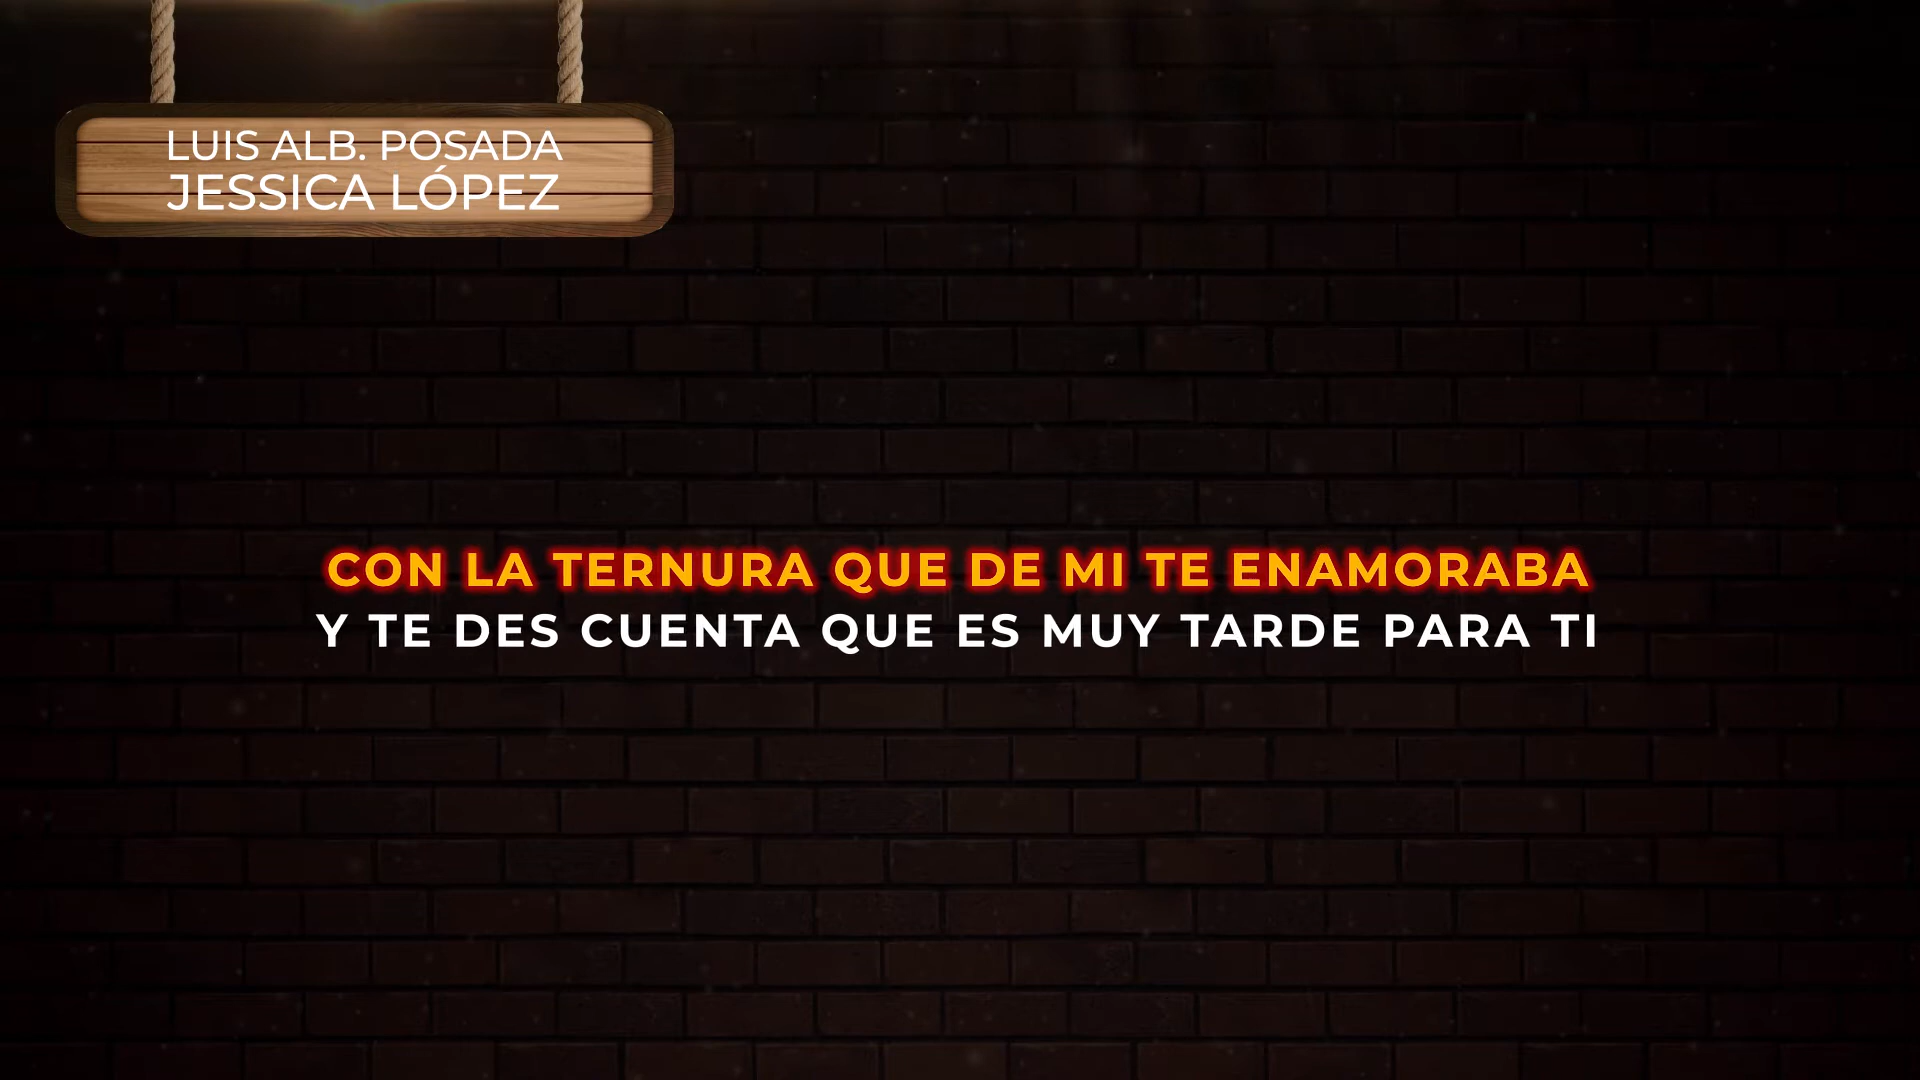 LUIS ALB. POSADA
JESSICA LÓPEZ
CON LA TERNURA QUE DE MI TE ENAMORABA
Y TE DES CUENTA QUE ES MUY TARDE PARA TI